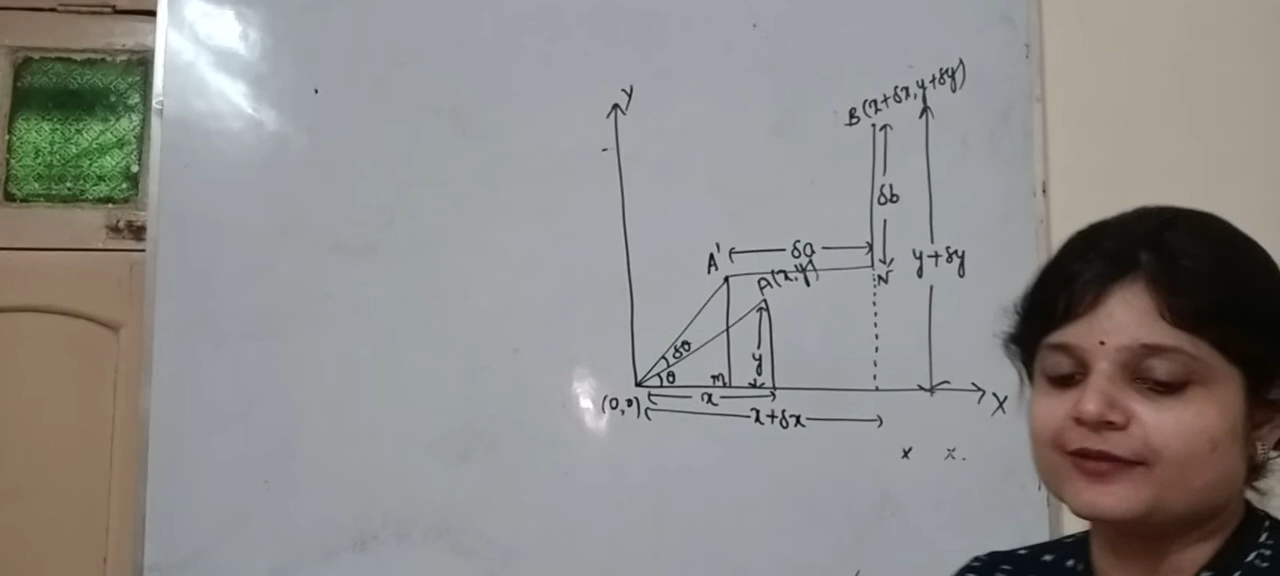 Y
B(x+δx, y+δy)
δb
δa
y+δy
A'
A(x,y)
N
δθ
θ
y
m
(0,0)
x
X
x+δx
x x.